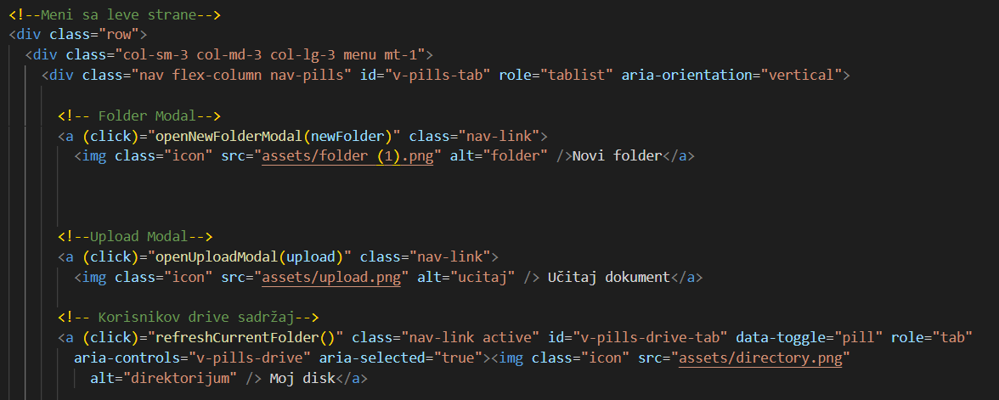 <!--Meni sa leve strane-->
<div class="row">
<div class="col-sm-3 col-md-3 col-lg-3 menu mt-1">
<div class="nav flex-column nav-pills" id="v-pills-tab" role="tablist" aria-orientation="vertical">
<!-- Folder Modal-->
<a (click)="openNewFolderModal(newFolder)" class="nav-link">
<img class="icon" src="assets/folder (1).png" alt="folder" />Novi folder</a>
<!--Upload Modal-->
<a (click)="openUploadModal(upload)" class="nav-link">
<img class="icon" src="assets/upload.png" alt="ucitaj" /> Učitaj dokument</a>
<!-- Korisnikov drive sadržaj-->
<a (click)="refreshCurrentFolder()" class="nav-link active" id="v-pills-drive-tab" data-toggle="pill" role="tab"
aria-controls="v-pills-drive" aria-selected="true"><img class="icon" src="assets/directory.png"
alt="direktorijum" /> Moj disk</a>